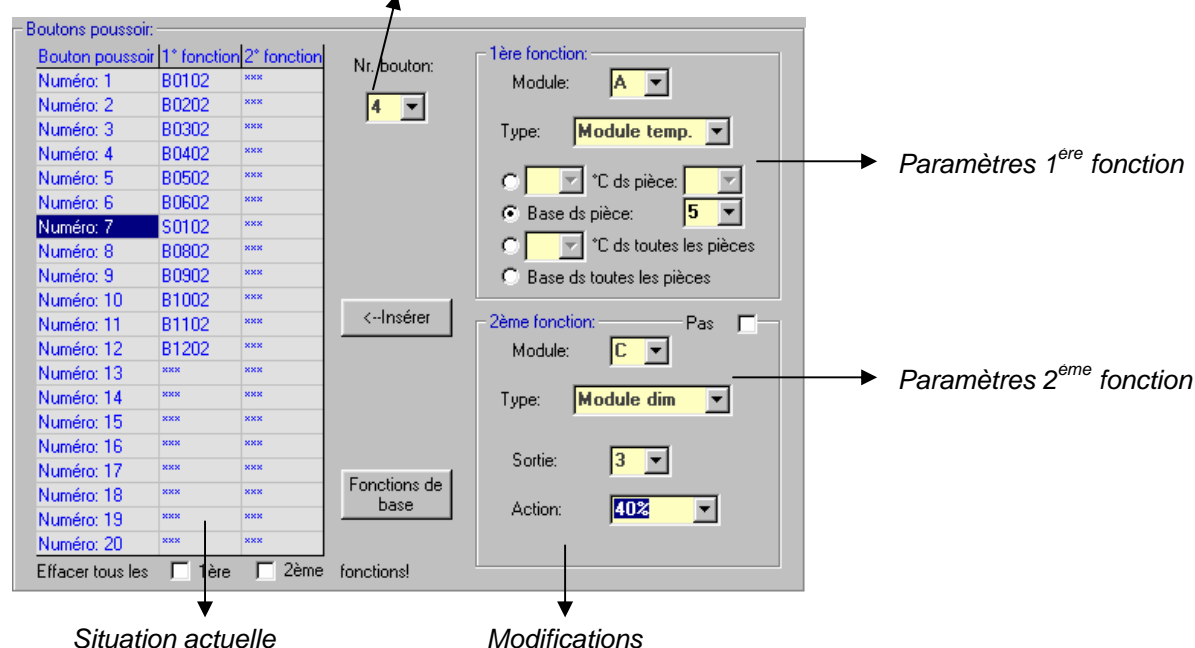 Boutons poussoir:
Bouton poussoir 1° fonction 2° fonction
Numéro: 1 B0102 ***
Numéro: 2 B0202 ***
Numéro: 3 B0302 ***
Numéro: 4 B0402 ***
Numéro: 5 B0502 ***
Numéro: 6 B0602 ***
Numéro: 7 S0102 ***
Numéro: 8 B0802 ***
Numéro: 9 B0902 ***
Numéro: 10 B1002 ***
Numéro: 11 B1102 ***
Numéro: 12 B1202 ***
Numéro: 13 *** ***
Numéro: 14 *** ***
Numéro: 15 *** ***
Numéro: 16 *** ***
Numéro: 17 *** ***
Numéro: 18 *** ***
Numéro: 19 *** ***
Numéro: 20 *** ***
Effacer tous les 1ère 2ème fonctions!
Nr. bouton:
4
<--Insérer
Fonctions de
base
1ère fonction:
Module: A
Type: Module temp.
°C ds pièce:
Base ds pièce: 5
°C ds toutes les pièces
Base ds toutes les pièces
2ème fonction: Pas
Module: C
Type: Module dim
Sortie: 3
Action: 40%
Paramètres 1ère fonction
Paramètres 2ème fonction
Situation actuelle
Modifications